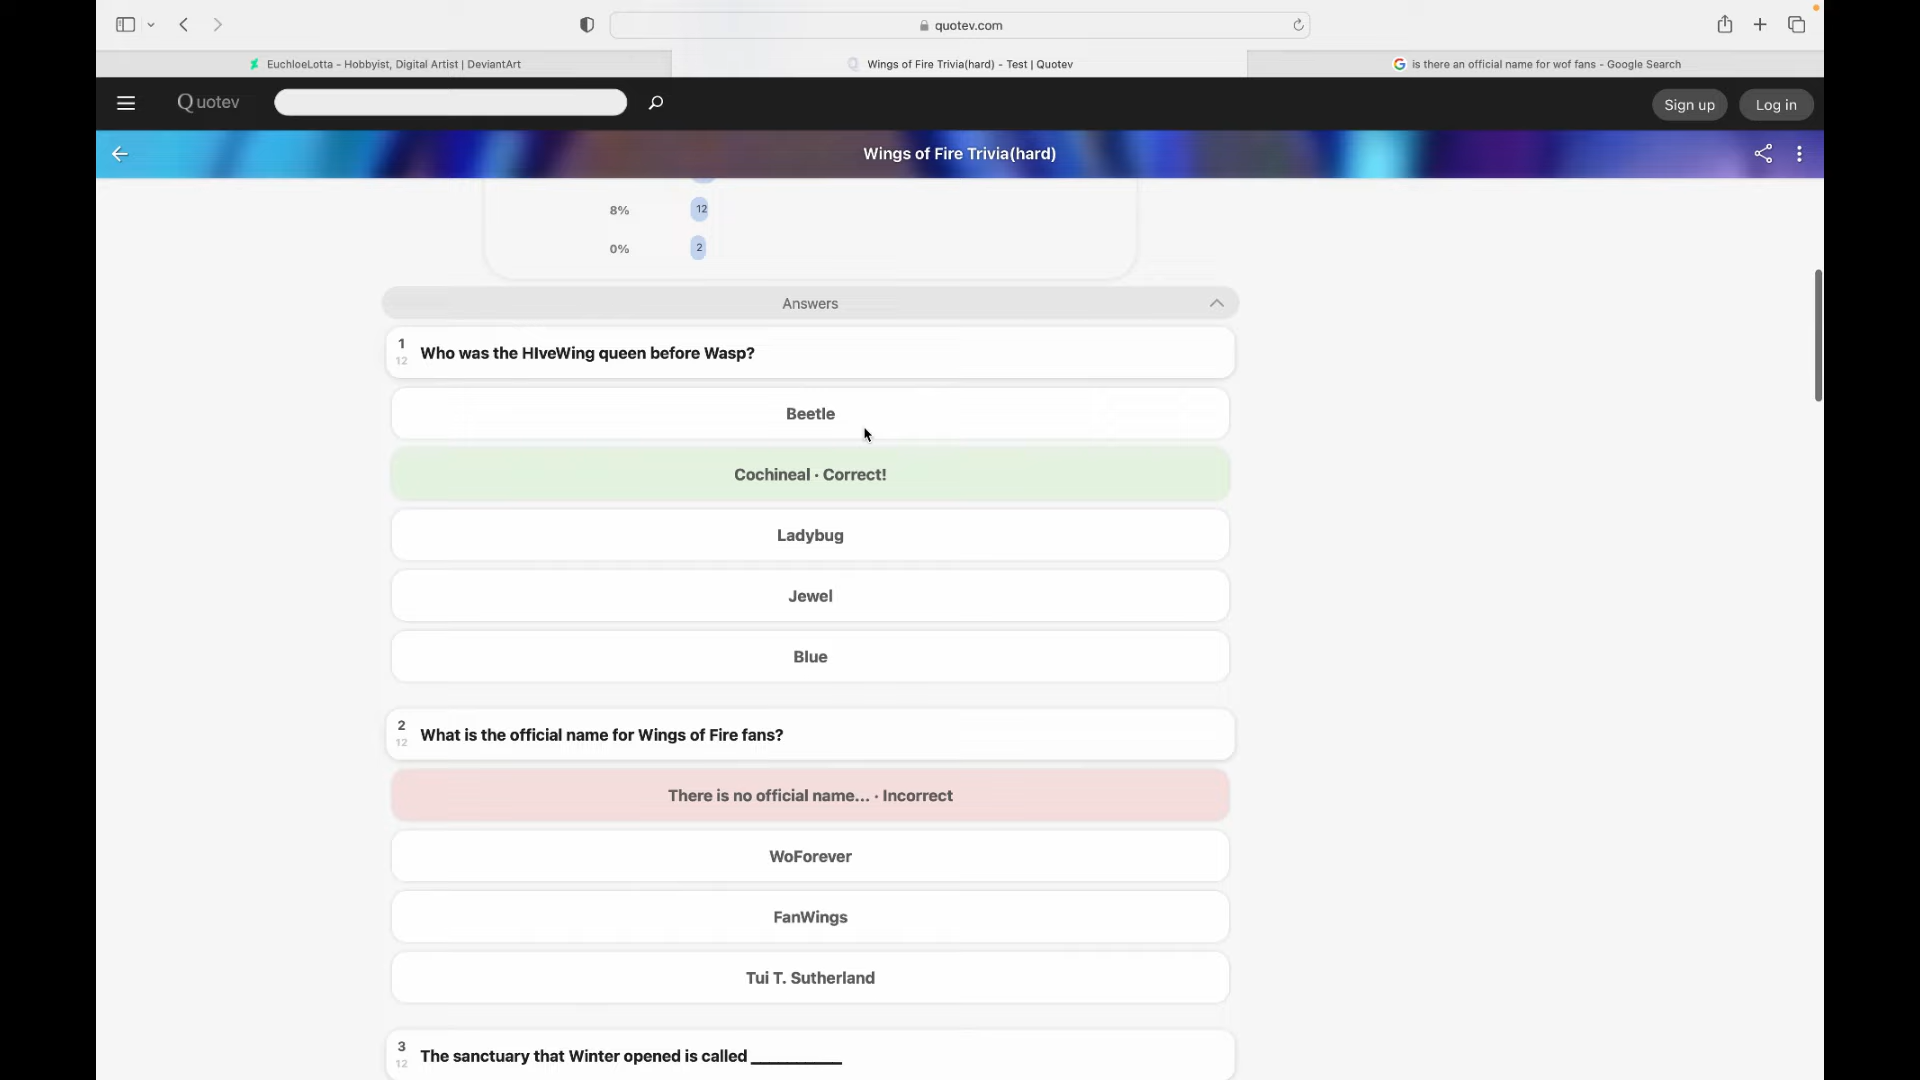 quotev.com
EuchloeLotta - Hobbyist, Digital Artist | DeviantArt
Wings of Fire Trivia(hard) - Test | Quotev
is there an official name for wof fans - Google Search
Quotev
Sign up
Log in
Wings of Fire Trivia(hard)
8% 12
0% 2
Answers
1
12
Who was the HIveWing queen before Wasp?
Beetle
Cochineal · Correct!
Ladybug
Jewel
Blue
2
12
What is the official name for Wings of Fire fans?
There is no official name... · Incorrect
WoForever
FanWings
Tui T. Sutherland
3
12
The sanctuary that Winter opened is called __________